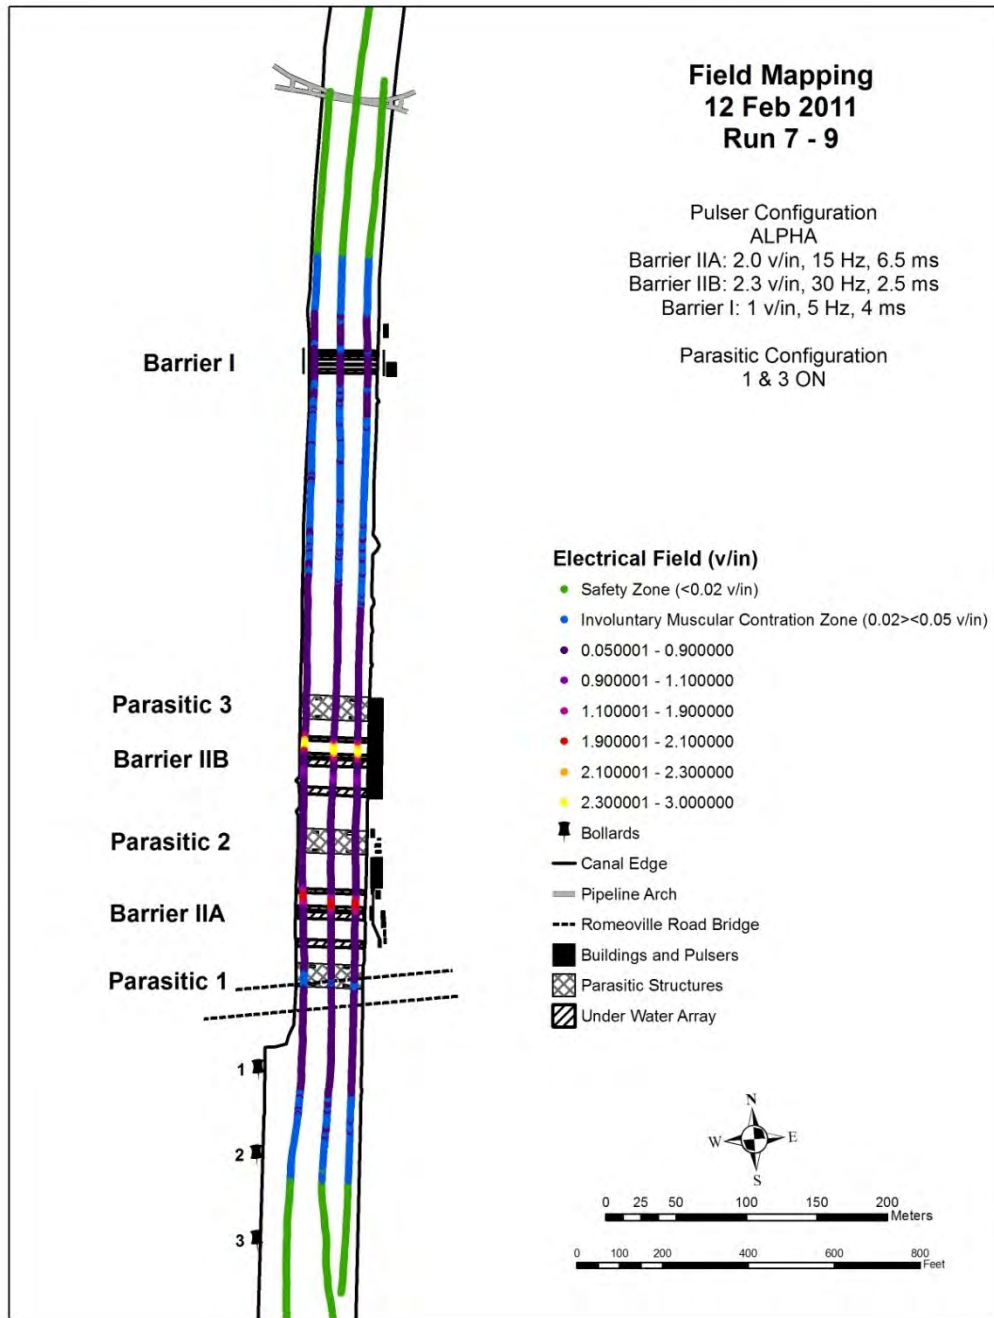 Field Mapping
12 Feb 2011
Run 7 - 9
Pulser Configuration
ALPHA
Barrier IIA: 2.0 v/in, 15 Hz, 6.5 ms
Barrier IIB: 2.3 v/in, 30 Hz, 2.5 ms
Barrier I: 1 v/in, 5 Hz, 4 ms
Parasitic Configuration
1 & 3 ON
Barrier I
Parasitic 3
Barrier IIB
Parasitic 2
Barrier IIA
Parasitic 1
1
2
3
Electrical Field (v/in)
Safety Zone (<0.02 v/in)
Involuntary Muscular Contration Zone (0.02><0.05 v/in)
0.050001 - 0.900000
0.900001 - 1.100000
1.100001 - 1.900000
1.900001 - 2.100000
2.100001 - 2.300000
2.300001 - 3.000000
Bollards
Canal Edge
Pipeline Arch
Romeoville Road Bridge
Buildings and Pulsers
Parasitic Structures
Under Water Array
N
W E
S
0 25 50 100 150 200
Meters
0 100 200 400 600 800
Feet